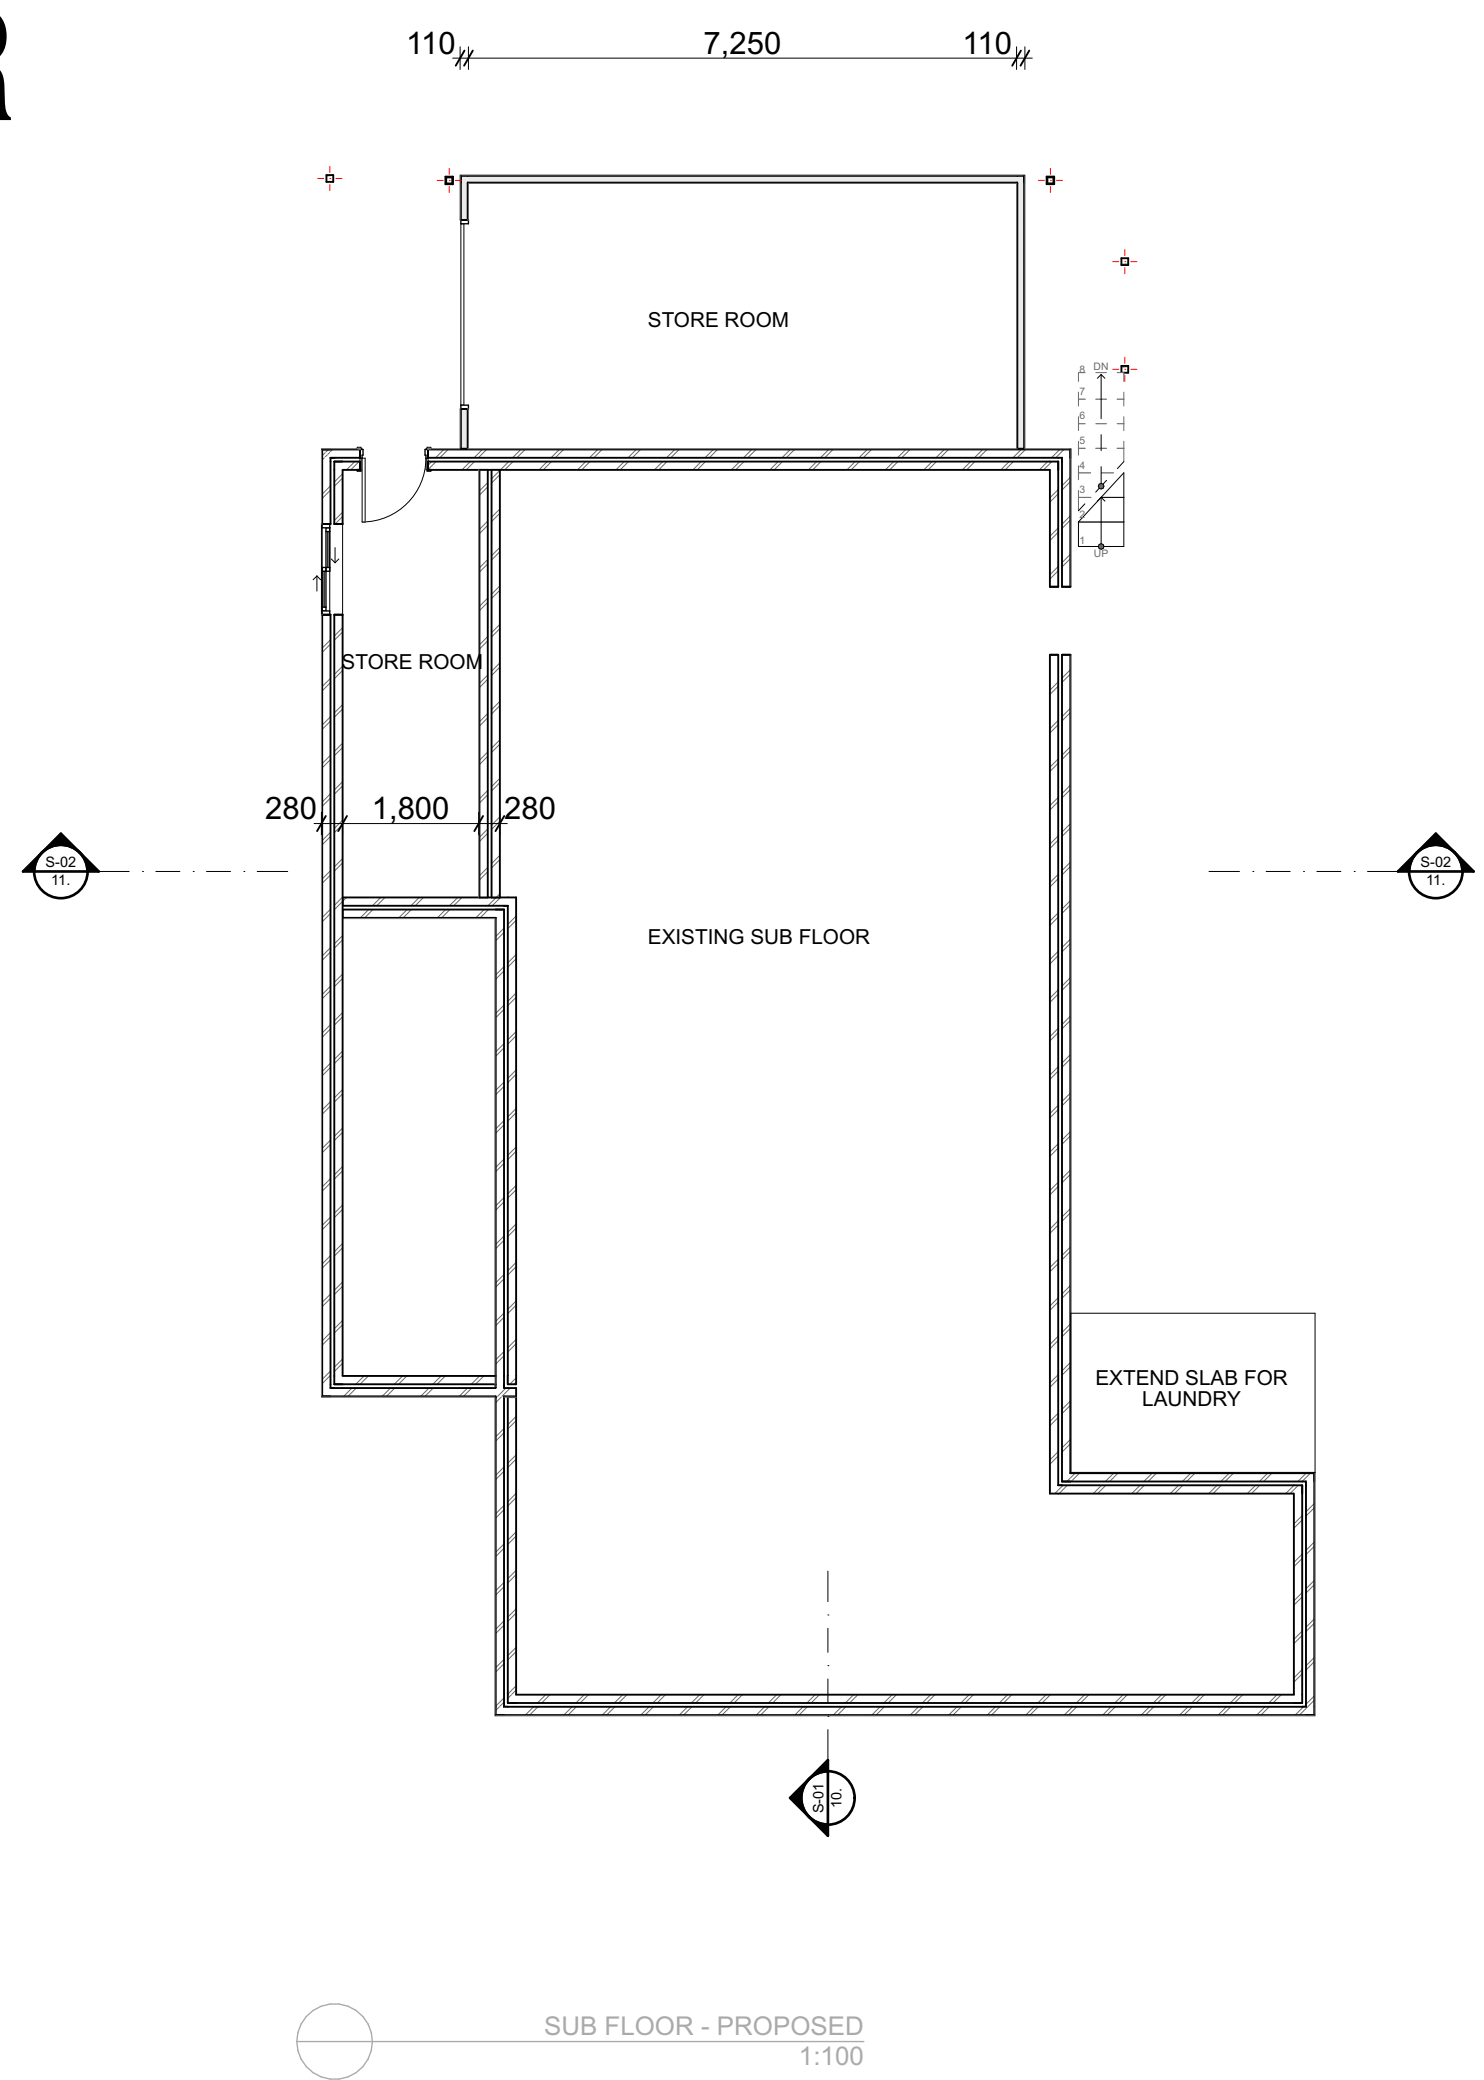 R
110 7,250 110
STORE ROOM
8 DN
7
6
5
4
3
2
1
UP
STORE ROOM
280 1,800 280
S-02
11.
S-02
11.
EXISTING SUB FLOOR
EXTEND SLAB FOR
LAUNDRY
S-01
10.
SUB FLOOR - PROPOSED
1:100